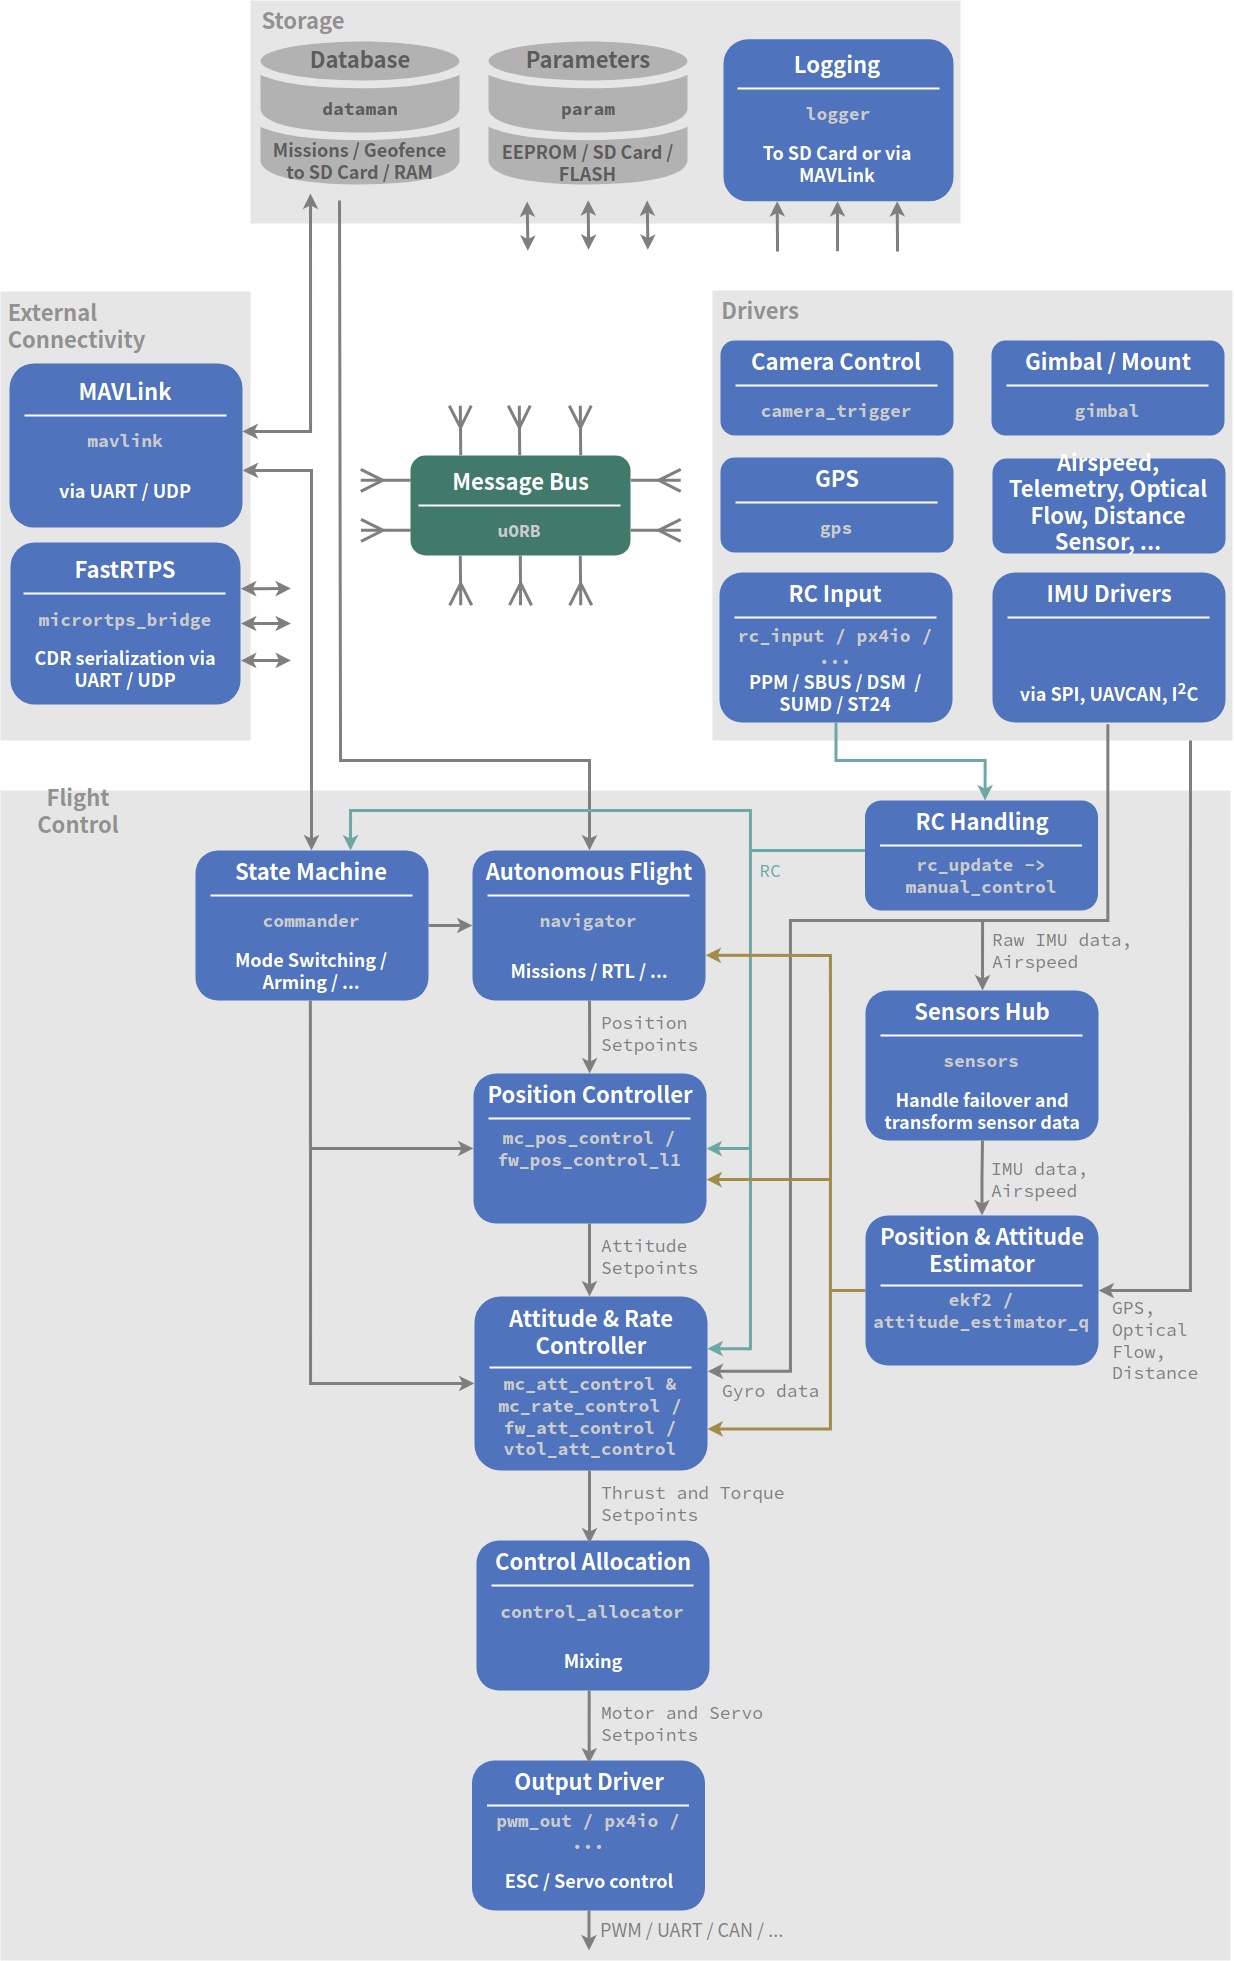 Storage
Database
dataman
Missions / Geofence
to SD Card / RAM
Parameters
param
EEPROM / SD Card /
FLASH
Logging
logger
To SD Card or via
MAVLink
External
Connectivity
MAVLink
mavlink
via UART / UDP
FastRTPS
micrortps_bridge
CDR serialization via
UART / UDP
Message Bus
uORB
Drivers
Camera Control
camera_trigger
Gimbal / Mount
gimbal
GPS
gps
Airspeed,
Telemetry, Optical
Flow, Distance
Sensor, ...
RC Input
rc_input / px4io /
...
PPM / SBUS / DSM /
SUMD / ST24
IMU Drivers
via SPI, UAVCAN, I²C
Flight
Control
RC Handling
rc_update ->
manual_control
RC
State Machine
commander
Mode Switching /
Arming / ...
Autonomous Flight
navigator
Missions / RTL / ...
Raw IMU data,
Airspeed
Sensors Hub
sensors
Handle failover and
transform sensor data
Position
Setpoints
Position Controller
mc_pos_control /
fw_pos_control_l1
IMU data,
Airspeed
Position & Attitude
Estimator
ekf2 /
attitude_estimator_q
GPS,
Optical
Flow,
Distance
Attitude
Setpoints
Attitude & Rate
Controller
mc_att_control &
mc_rate_control /
fw_att_control /
vtol_att_control
Gyro data
Thrust and Torque
Setpoints
Control Allocation
control_allocator
Mixing
Motor and Servo
Setpoints
Output Driver
pwm_out / px4io /
...
ESC / Servo control
PWM / UART / CAN / ...